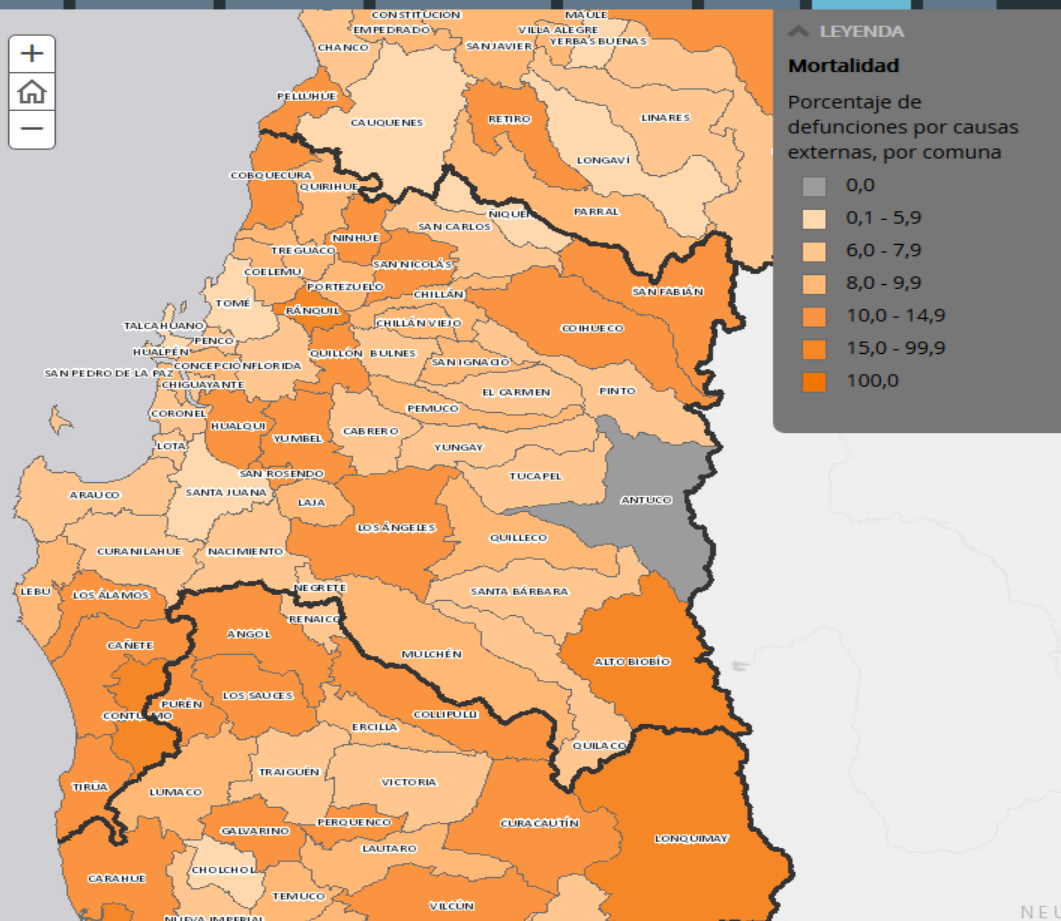 CONSTITUCIÓN
MAULE
EMPEDRADO
VILLA ALEGRE
CHANCO
SAN JAVIER
YERBAS BUENAS
PELLUHUE
CAUQUENES
RETIRO
LINARES
LONGAVÍ
COBQUECURA
QUIRIHUE
PARRAL
ÑIQUÉN
SAN CARLOS
NINHUE
TREGUACO
SAN NICOLÁS
COELEMU
PORTEZUELO
CHILLÁN
SAN FABIÁN
TOMÉ
RÁNQUIL
TALCAHUANO
CHILLÁN VIEJO
COIHUECO
PENCO
HUALPÉN
QUILLÓN
BULNES
CONCEPCIÓN
FLORIDA
SAN IGNACIO
SAN PEDRO DE LA PAZ
CHIGUAYANTE
EL CARMEN
PINTO
CORONEL
PEMUCO
HUALQUI
YUMBEL
CABRERO
LOTA
YUNGAY
SAN ROSENDO
TUCAPEL
ARAUCO
SANTA JUANA
LAJA
ANTUCO
LOS ÁNGELES
QUILLECO
CURANILAHUE
NACIMIENTO
LEBU
LOS ÁLAMOS
NEGRETE
SANTA BÁRBARA
RENAICO
ANGOL
CAÑETE
MULCHÉN
ALTO BIOBÍO
LOS SAUCES
PURÉN
CONTULMO
COLLIPULLI
ERCILLA
QUILACO
TRAIGUÉN
VICTORIA
TIRÚA
LUMACO
PERQUENCO
CURACAUTÍN
GALVARINO
LONQUIMAY
LAUTARO
CHOLCHOL
CARAHUE
TEMUCO
VILCÚN
NUEVA IMPERIAL
NEU
LEYENDA
Mortalidad
Porcentaje de
defunciones por causas
externas, por comuna
0,0
0,1 - 5,9
6,0 - 7,9
8,0 - 9,9
10,0 - 14,9
15,0 - 99,9
100,0